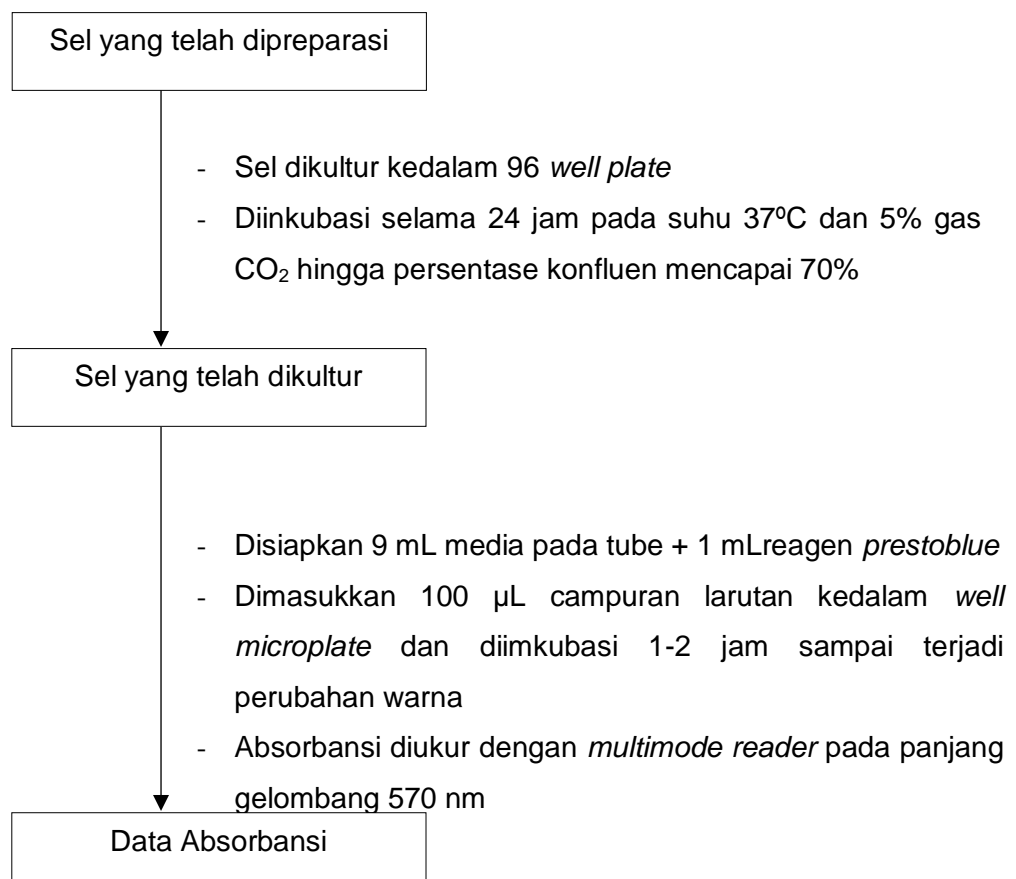 Sel yang telah dipreparasi
- Sel dikultur kedalam 96 well plate
- Diinkubasi selama 24 jam pada suhu 37ºC dan 5% gas
CO₂ hingga persentase konfluen mencapai 70%
Sel yang telah dikultur
- Disiapkan 9 mL media pada tube + 1 mLreagen prestoblue
- Dimasukkan 100 µL campuran larutan kedalam well
microplate dan diimkubasi 1-2 jam sampai terjadi
perubahan warna
- Absorbansi diukur dengan multimode reader pada panjang
gelombang 570 nm
Data Absorbansi